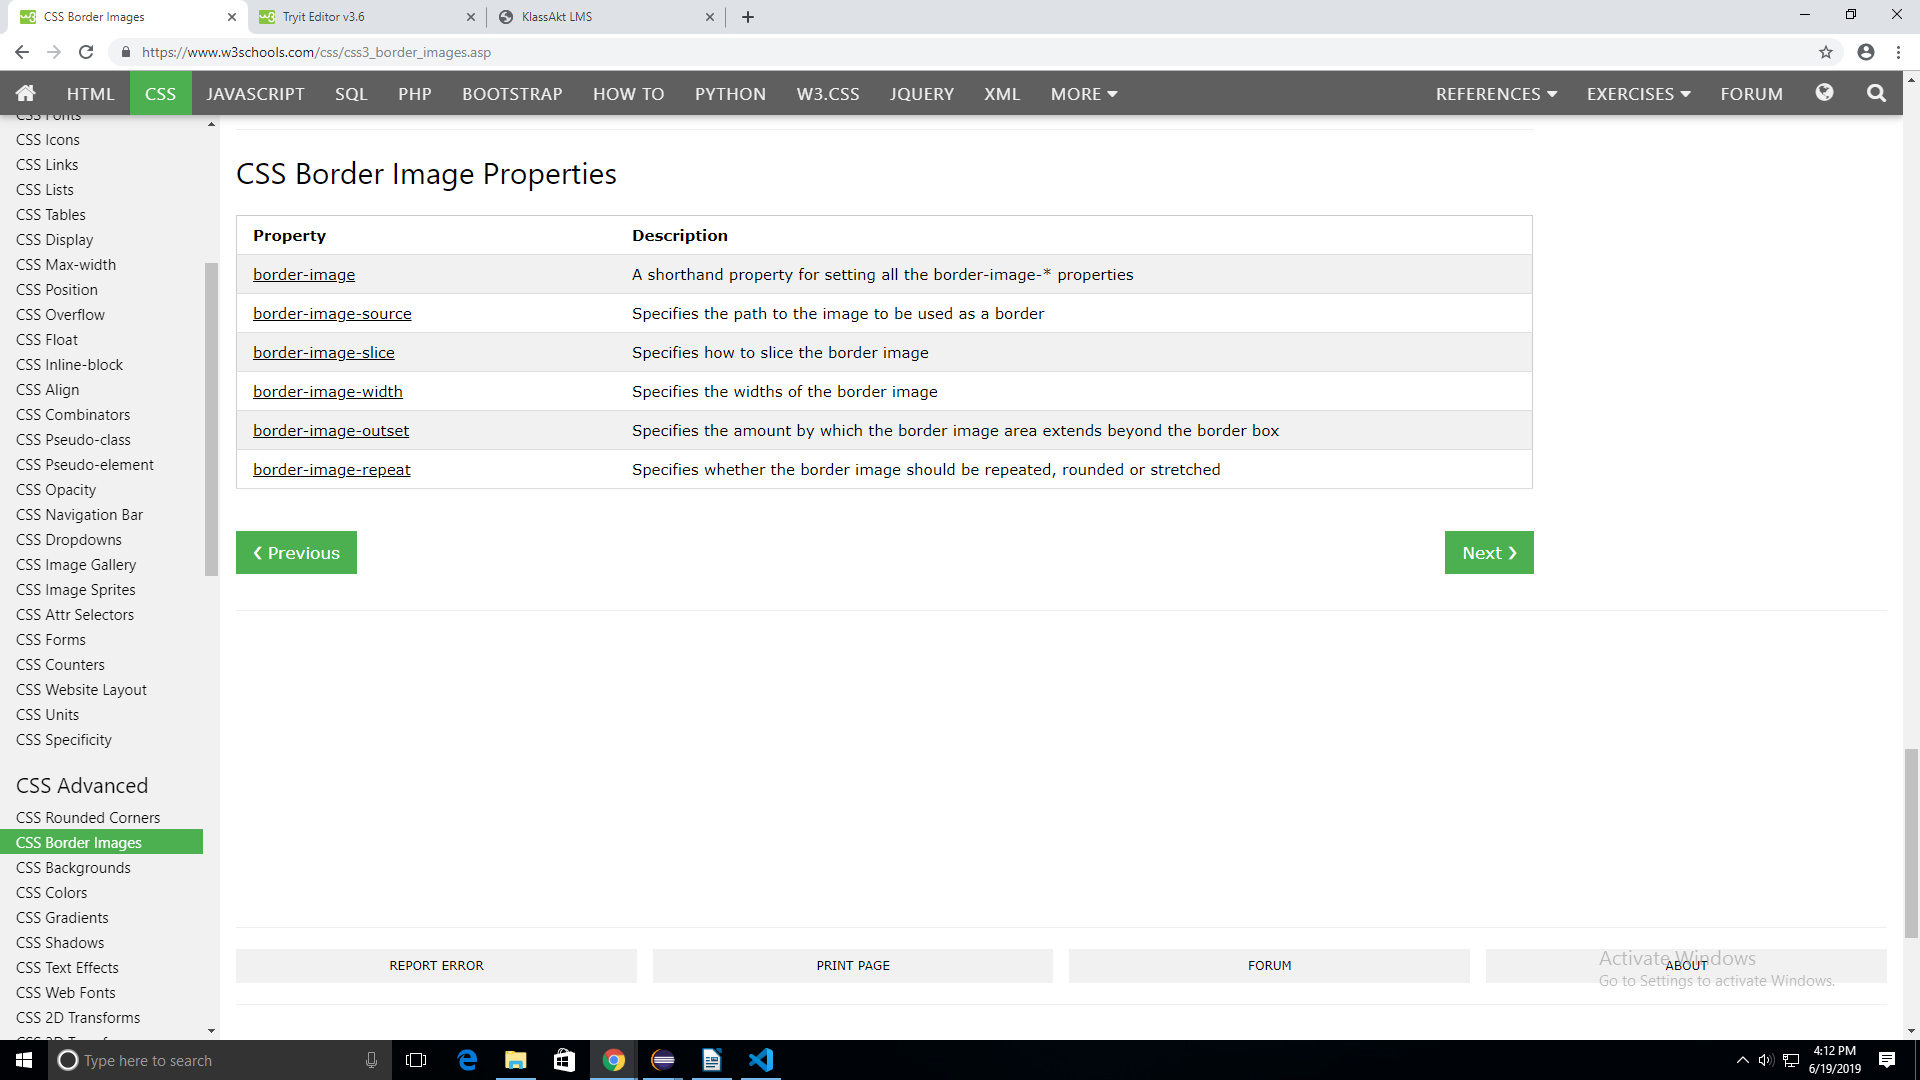 CSS Border Images
Tryit Editor v3.6
KlassAkt LMS
https://www.w3schools.com/css/css3_border_images.asp
HTML CSS JAVASCRIPT SQL PHP BOOTSTRAP HOW TO PYTHON W3.CSS JQUERY XML MORE REFERENCES EXERCISES FORUM
CSS Fonts
CSS Icons
CSS Links
CSS Lists
CSS Tables
CSS Display
CSS Max-width
CSS Position
CSS Overflow
CSS Float
CSS Inline-block
CSS Align
CSS Combinators
CSS Pseudo-class
CSS Pseudo-element
CSS Opacity
CSS Navigation Bar
CSS Dropdowns
CSS Image Gallery
CSS Image Sprites
CSS Attr Selectors
CSS Forms
CSS Counters
CSS Website Layout
CSS Units
CSS Specificity
CSS Advanced
CSS Rounded Corners
CSS Border Images
CSS Backgrounds
CSS Colors
CSS Gradients
CSS Shadows
CSS Text Effects
CSS Web Fonts
CSS 2D Transforms
CSS Border Image Properties
Property Description
border-image A shorthand property for setting all the border-image-* properties
border-image-source Specifies the path to the image to be used as a border
border-image-slice Specifies how to slice the border image
border-image-width Specifies the widths of the border image
border-image-outset Specifies the amount by which the border image area extends beyond the border box
border-image-repeat Specifies whether the border image should be repeated, rounded or stretched
❮ Previous
Next ❯
REPORT ERROR PRINT PAGE FORUM ABOUT
Activate Windows
Go to Settings to activate Windows.
Type here to search
4:12 PM
6/19/2019